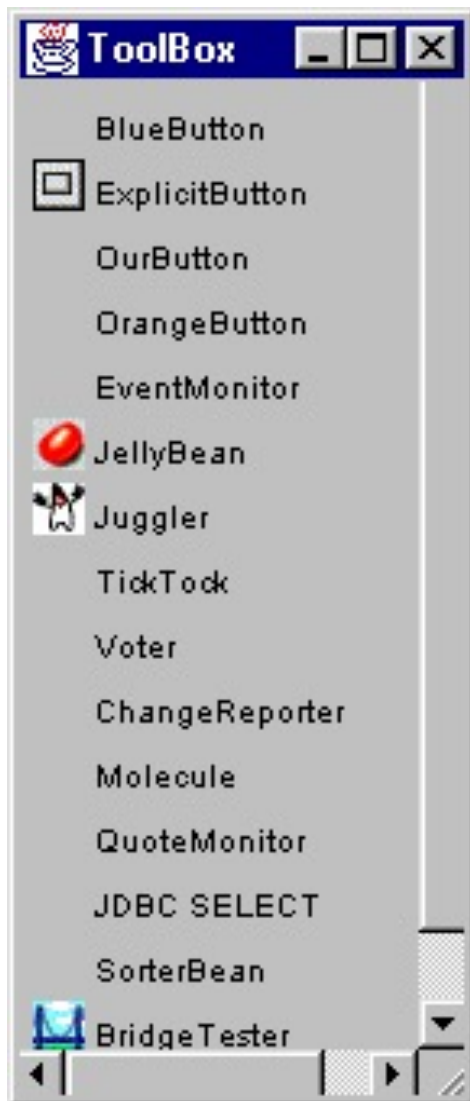 ToolBox
BlueButton
ExplicitButton
OurButton
OrangeButton
EventMonitor
JellyBean
Juggler
TickTock
Voter
ChangeReporter
Molecule
QuoteMonitor
JDBC SELECT
SorterBean
BridgeTester